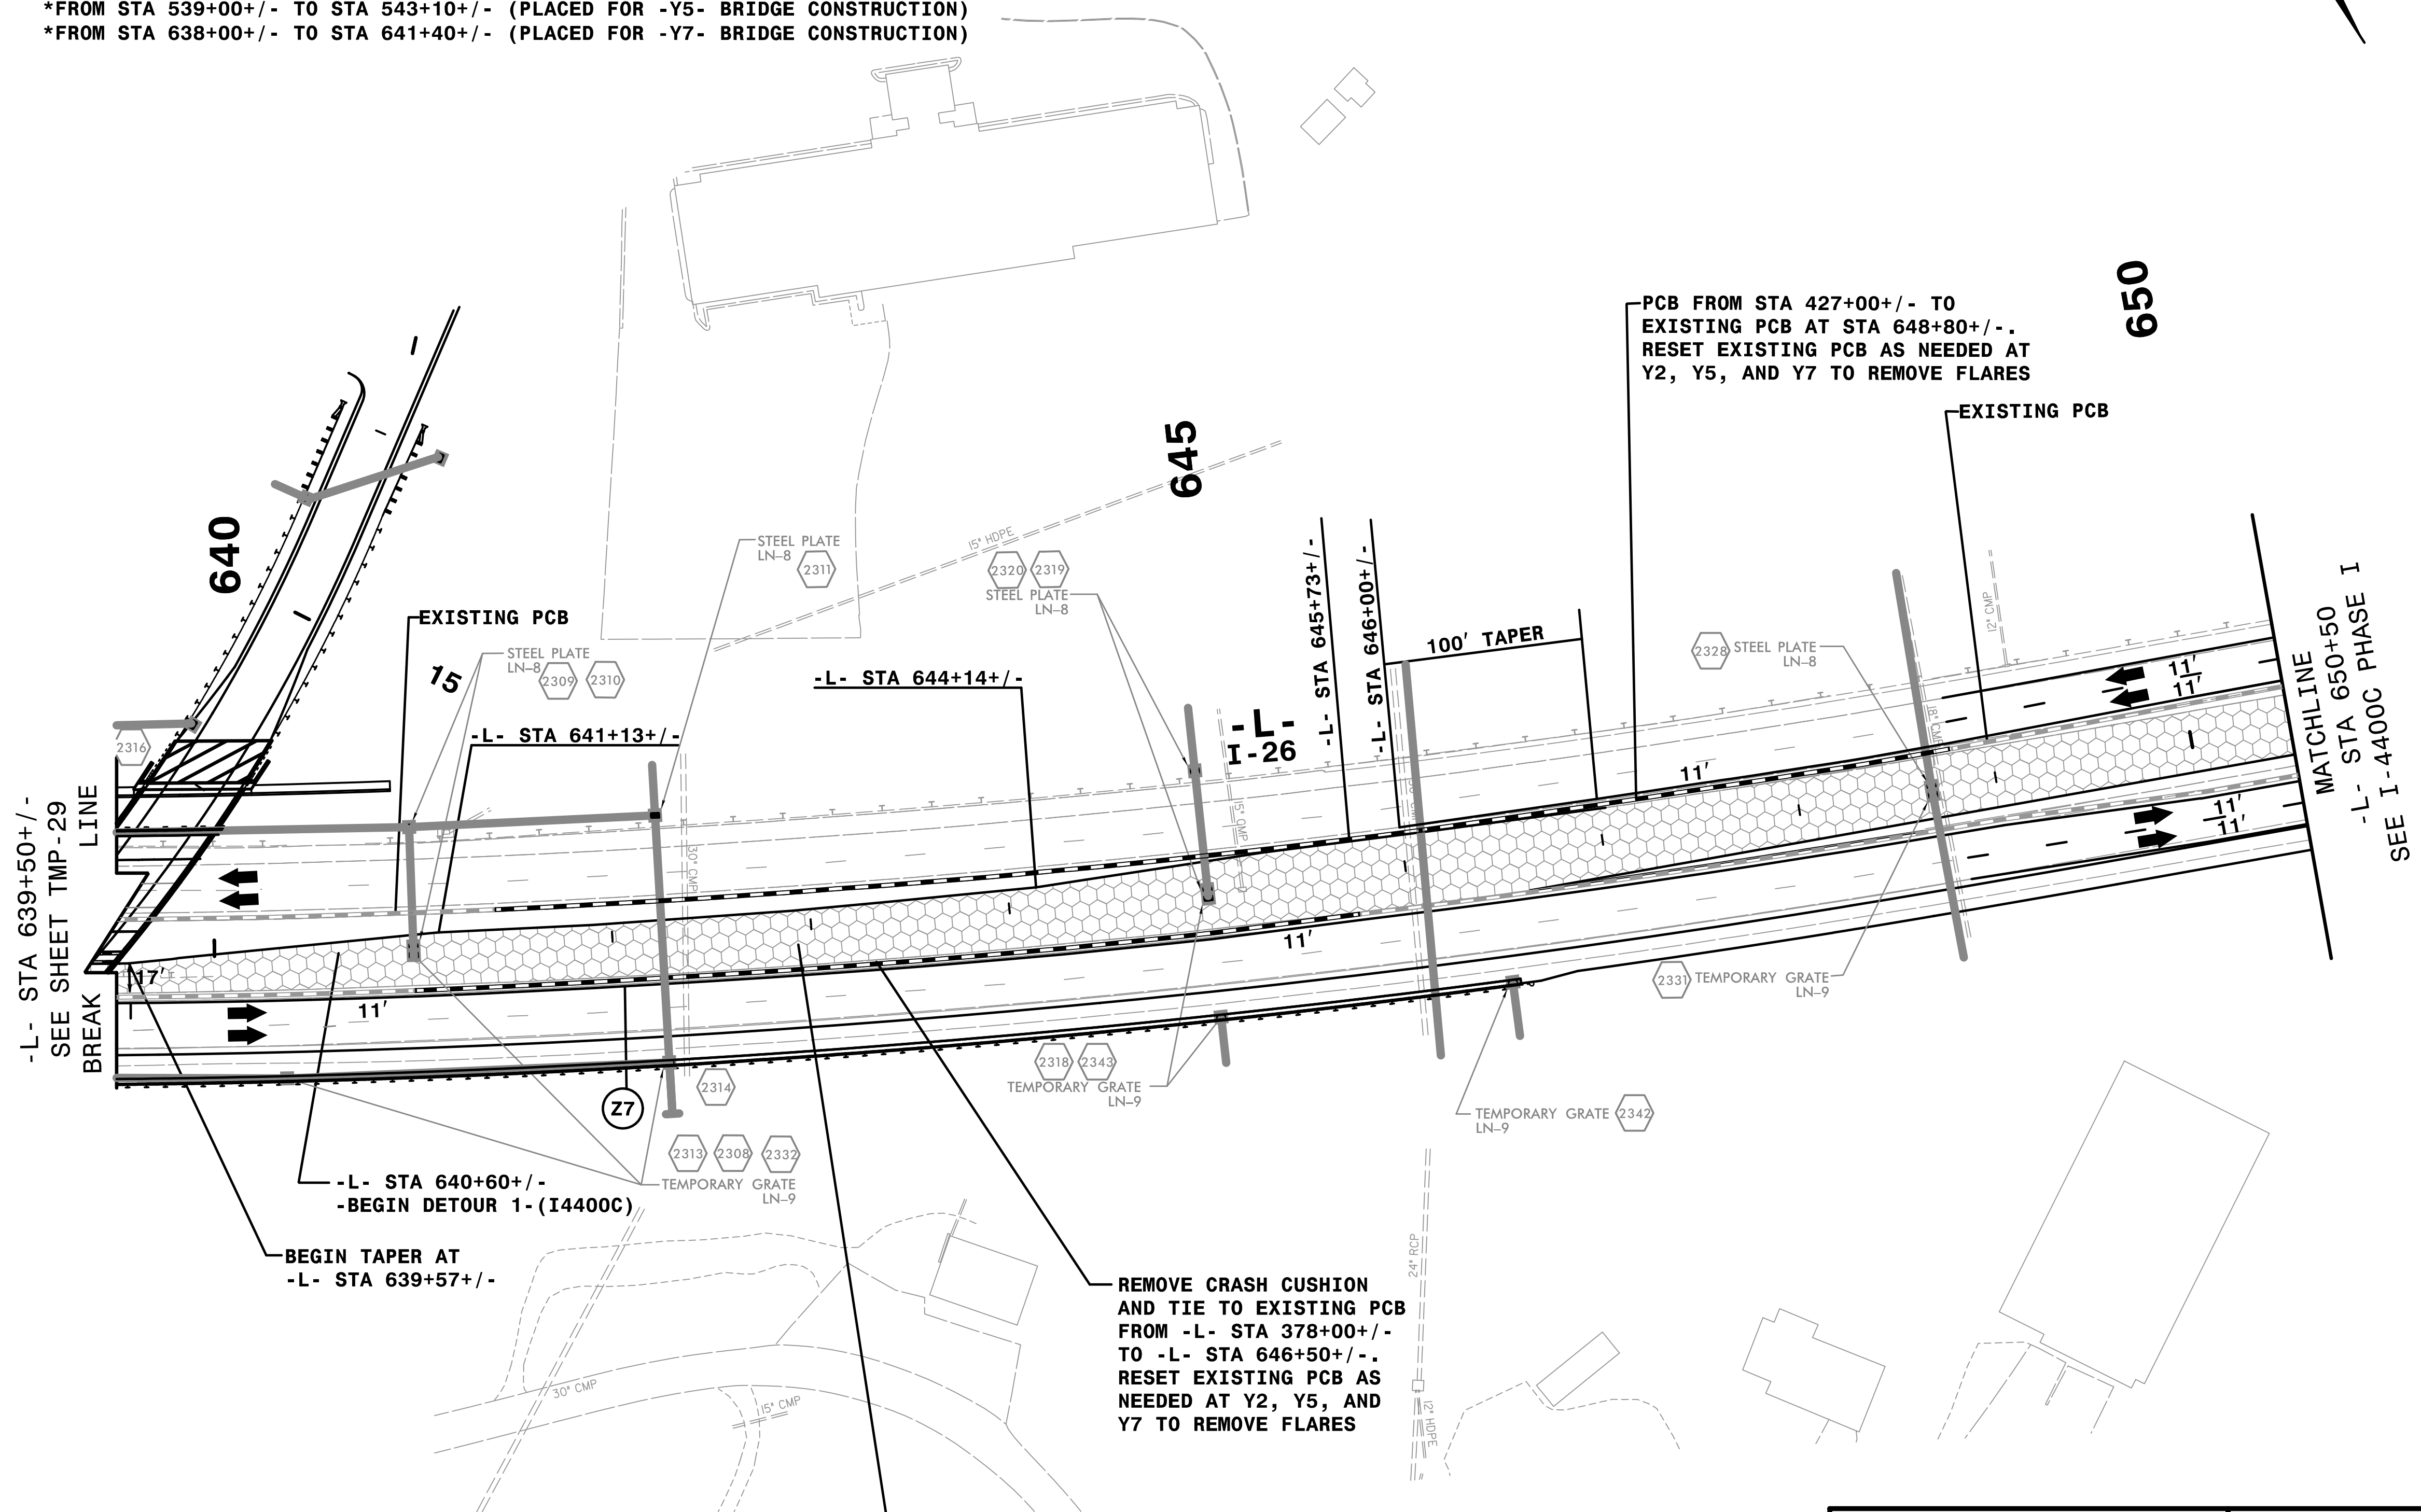 *FROM STA 539+00+/- TO STA 543+10+/- (PLACED FOR -Y5- BRIDGE CONSTRUCTION)
*FROM STA 638+00+/- TO STA 641+40+/- (PLACED FOR -Y7- BRIDGE CONSTRUCTION)
650
PCB FROM STA 427+00+/- TO
EXISTING PCB AT STA 648+80+/-.
RESET EXISTING PCB AS NEEDED AT
Y2, Y5, AND Y7 TO REMOVE FLARES
EXISTING PCB
645
640
STEEL PLATE
LN-8
2311
15" HDPE
2320
2319
STEEL PLATE
LN-8
-L- STA 645+73+/-
-L- STA 646+00+/-
100' TAPER
12" CMP
2328
STEEL PLATE
LN-8
EXISTING PCB
15
STEEL PLATE
LN-8
2309
2310
-L- STA 644+14+/-
-L- STA 641+13+/-
-L-
I-26
2316
11'
11'
11'
18" CMP
MATCHLINE
-L- STA 650+50
SEE I-4400C PHASE I
-L- STA 639+50+/-
SEE SHEET TMP-29
BREAK LINE
30" CMP
15" CMP
11'
11'
17'
11'
11'
2331
TEMPORARY GRATE
LN-9
2314
2318
2343
TEMPORARY GRATE
LN-9
Z7
TEMPORARY GRATE
LN-9
2342
2313
2308
2332
TEMPORARY GRATE
LN-9
-L- STA 640+60+/-
-BEGIN DETOUR 1-(I4400C)
BEGIN TAPER AT
-L- STA 639+57+/-
24" RCP
REMOVE CRASH CUSHION
AND TIE TO EXISTING PCB
FROM -L- STA 378+00+/-
TO -L- STA 646+50+/-.
RESET EXISTING PCB AS
NEEDED AT Y2, Y5, AND
Y7 TO REMOVE FLARES
30" CMP
15" CMP
12" HDPE